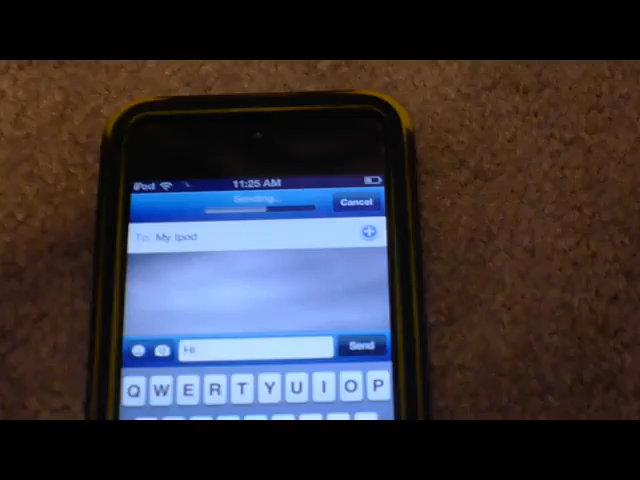 iPod 11:25 AM
Sending...
Cancel
To: My Ipod
Hi
Send
Q W E R T Y U I O P